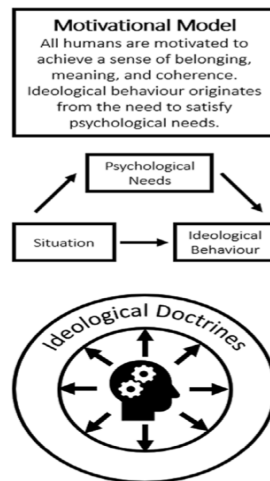 Motivational Model
All humans are motivated to
achieve a sense of belonging,
meaning, and coherence.
Ideological behaviour originates
from the need to satisfy
psychological needs.
Psychological
Needs
Situation
Ideological
Behaviour
Ideological Doctrines